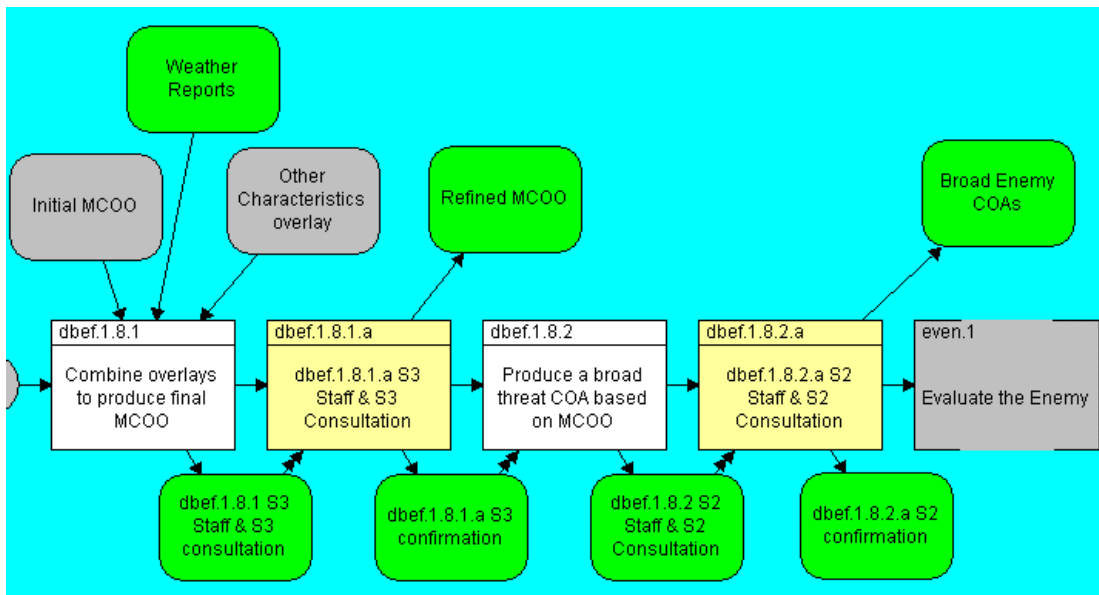 Weather
Reports
Initial MCOO
Other
Characteristics
overlay
Refined MCOO
Broad Enemy
COAs
dbef.1.8.1
Combine overlays
to produce final
MCOO
dbef.1.8.1.a
dbef.1.8.1.a S3
Staff & S3
Consultation
dbef.1.8.2
Produce a broad
threat COA based
on MCOO
dbef.1.8.2.a
dbef.1.8.2.a S2
Staff & S2
Consultation
even.1
Evaluate the Enemy
dbef.1.8.1 S3
Staff & S3
consultation
dbef.1.8.1.a S3
confirmation
dbef.1.8.2 S2
Staff & S2
Consultation
dbef.1.8.2.a S2
confirmation